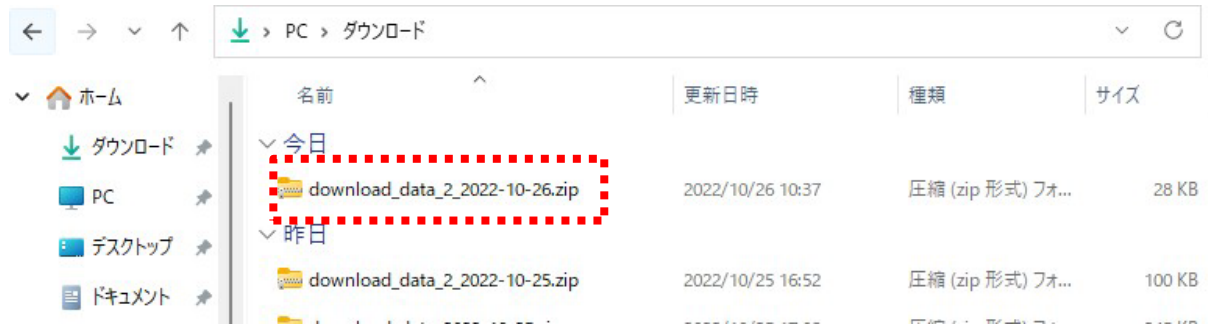 PC › ダウンロード
ホーム
名前 更新日時 種類 サイズ
ダウンロード
今日
PC
download_data_2_2022-10-26.zip 2022/10/26 10:37 圧縮 (zip 形式) フォ... 28 KB
デスクトップ
昨日
ドキュメント
download_data_2_2022-10-25.zip 2022/10/25 16:52 圧縮 (zip 形式) フォ... 100 KB